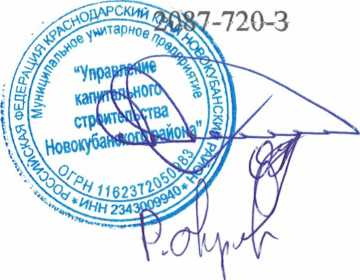 2087-720-3
РОССИЙСКАЯ ФЕДЕРАЦИЯ КРАСНОДАРСКИЙ КРАЙ НОВОКУБАНСКИЙ РАЙОН
Муниципальное унитарное предприятие
"Управление
капитального
строительства
Новокубанского района"
ОГРН 1162372050383
ИНН 2343009940